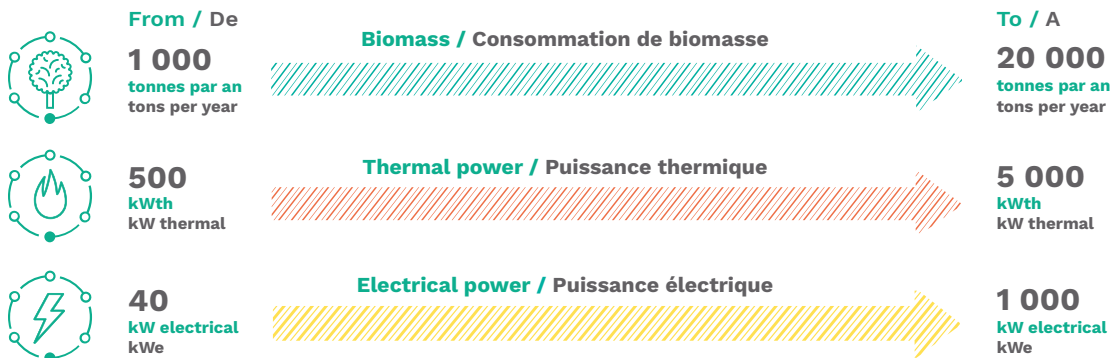 From / De
To / A
Biomass / Consommation de biomasse
1 000
tonnes par an
tons per year
20 000
tonnes par an
tons per year
Thermal power / Puissance thermique
500
kWth
kW thermal
5 000
kWth
kW thermal
Electrical power / Puissance électrique
40
kW electrical
kWe
1 000
kW electrical
kWe